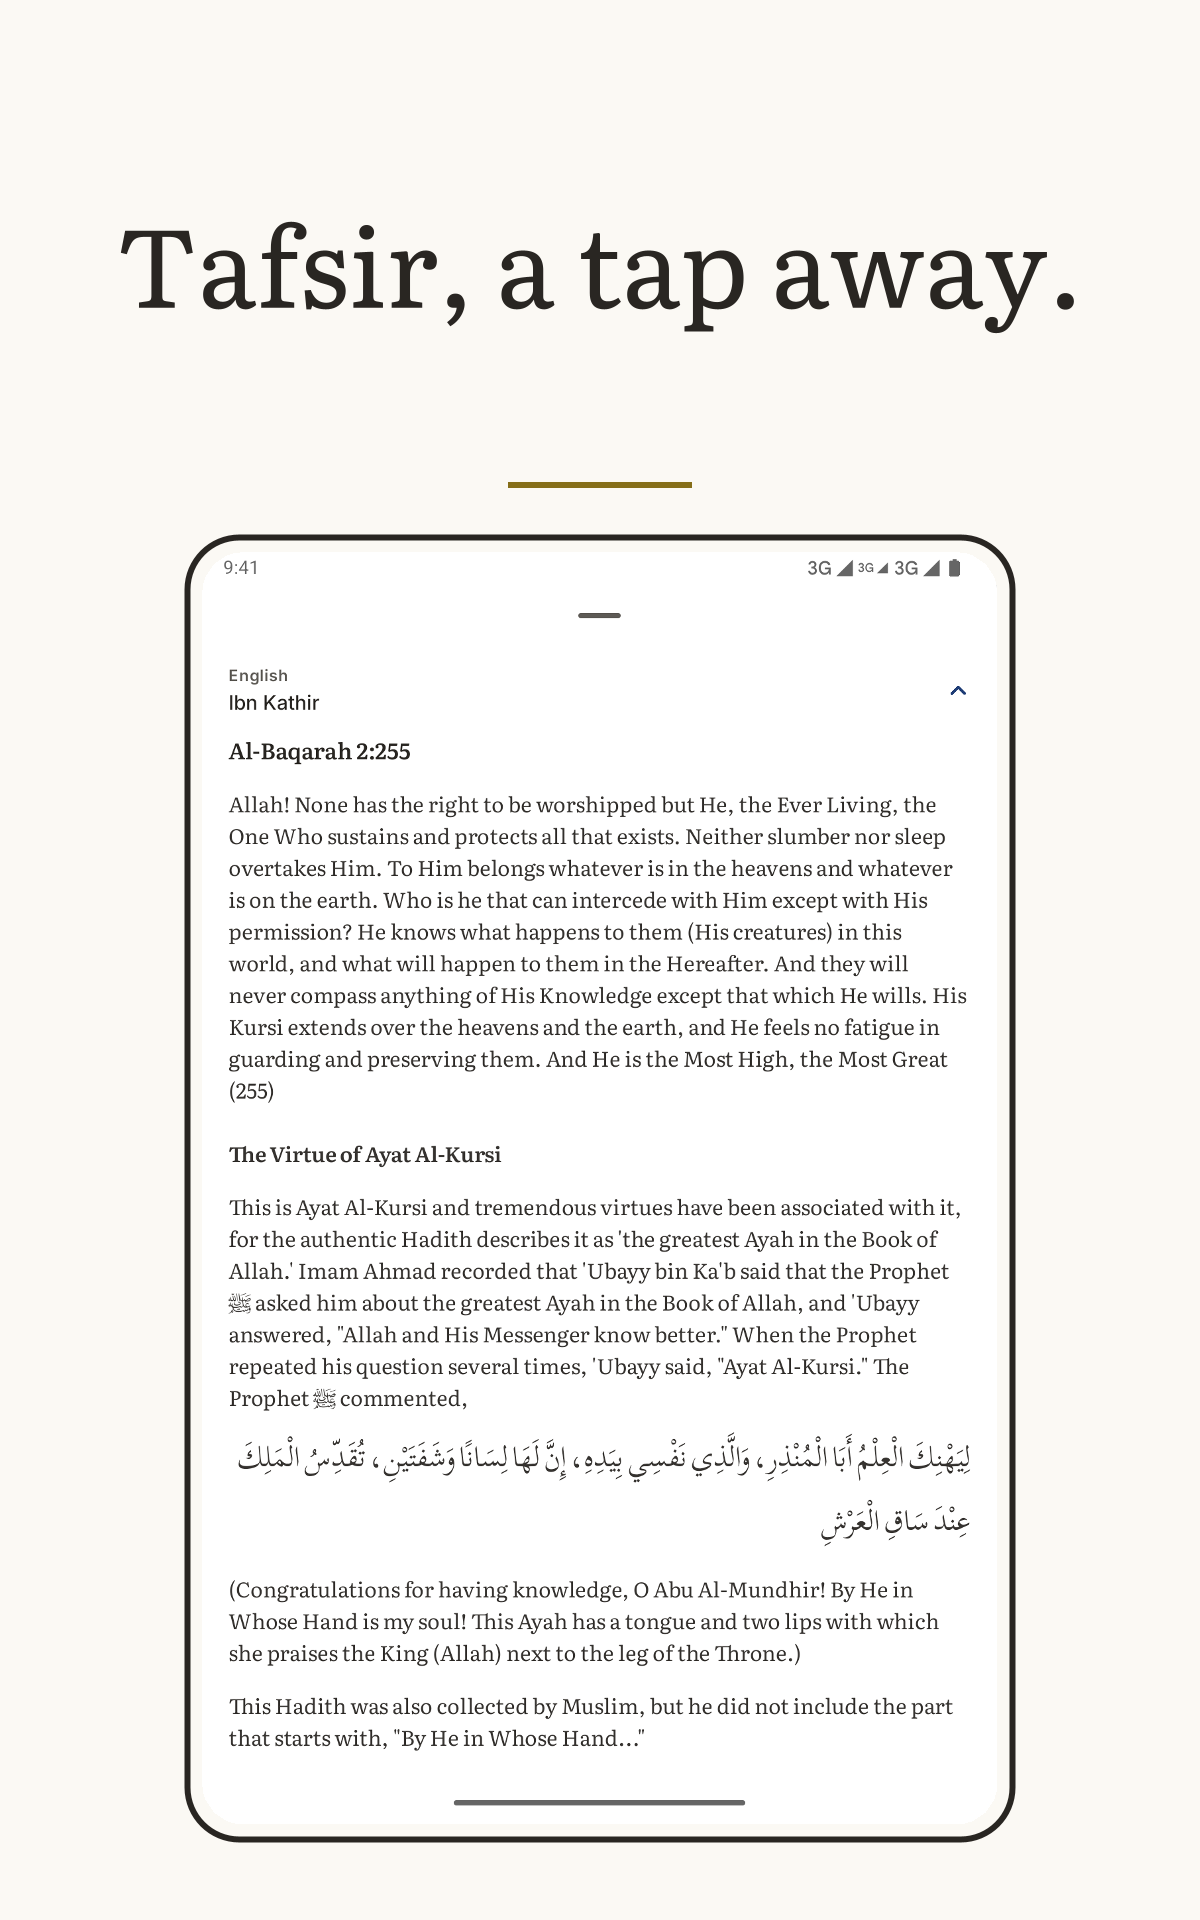 Tafsir, a tap away.
9:41 3G 3G 3G
English
Ibn Kathir
Al-Baqarah 2:255
Allah! None has the right to be worshipped but He, the Ever Living, the
One Who sustains and protects all that exists. Neither slumber nor sleep
overtakes Him. To Him belongs whatever is in the heavens and whatever
is on the earth. Who is he that can intercede with Him except with His
permission? He knows what happens to them (His creatures) in this
world, and what will happen to them in the Hereafter. And they will
never compass anything of His Knowledge except that which He wills. His
Kursi extends over the heavens and the earth, and He feels no fatigue in
guarding and preserving them. And He is the Most High, the Most Great
(255)
The Virtue of Ayat Al-Kursi
This is Ayat Al-Kursi and tremendous virtues have been associated with it,
for the authentic Hadith describes it as 'the greatest Ayah in the Book of
Allah.' Imam Ahmad recorded that 'Ubayy bin Ka'b said that the Prophet
ﷺ asked him about the greatest Ayah in the Book of Allah, and 'Ubayy
answered, "Allah and His Messenger know better." When the Prophet
repeated his question several times, 'Ubayy said, "Ayat Al-Kursi." The
Prophet ﷺ commented,
لِيَهْنِكَ الْعِلْمُ أَبَا الْمُنْذِرِ، وَالَّذِي نَفْسِي بِيَدِهِ، إِنَّ لَهَا لِسَانًا وَشَفَتَيْنِ، تُقَدِّسُ الْمَلِكَ
عِنْدَ سَاقِ الْعَرْشِ
(Congratulations for having knowledge, O Abu Al-Mundhir! By He in
Whose Hand is my soul! This Ayah has a tongue and two lips with which
she praises the King (Allah) next to the leg of the Throne.)
This Hadith was also collected by Muslim, but he did not include the part
that starts with, "By He in Whose Hand..."